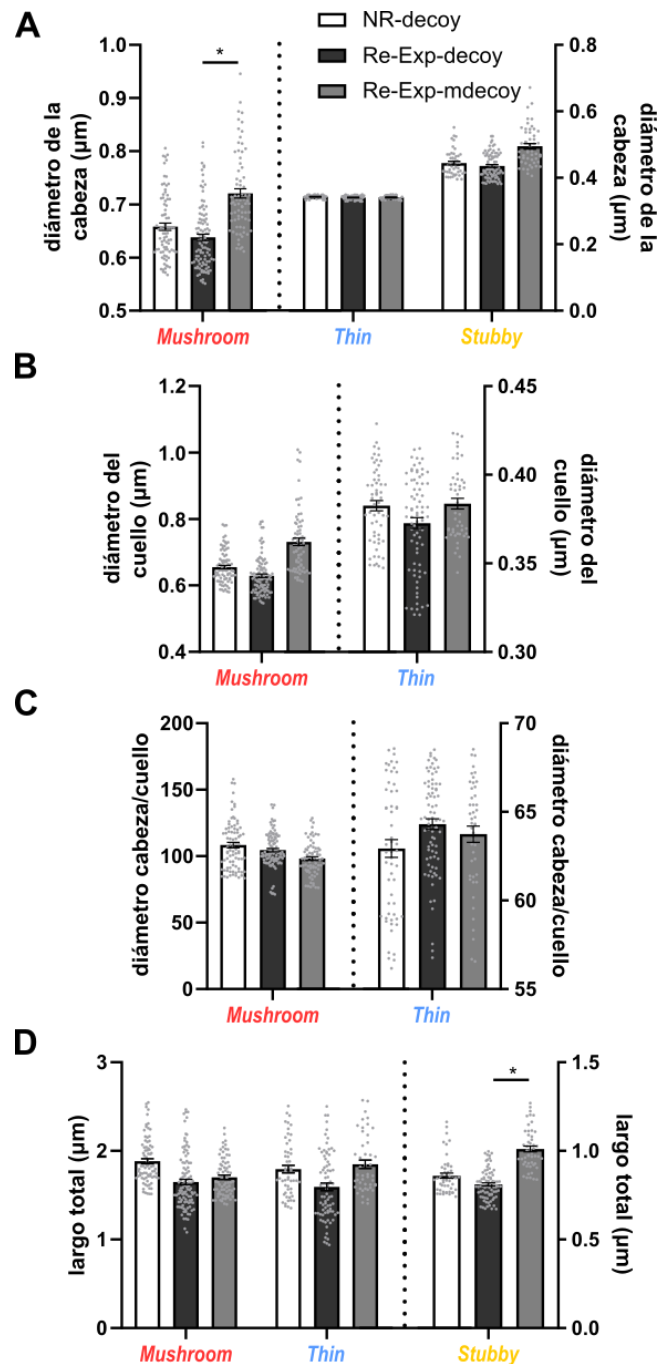 A
NR-decoy
Re-Exp-decoy
Re-Exp-mdecoy
*
diámetro de la
cabeza (µm)
1.0
0.9
0.8
0.7
0.6
0.5
0.8
0.6
0.4
0.2
0.0
diámetro de la
cabeza (µm)
Mushroom
Thin
Stubby
B
diámetro del
cuello (µm)
1.2
1.0
0.8
0.6
0.4
0.45
0.40
0.35
0.30
diámetro del
cuello (µm)
Mushroom
Thin
C
diámetro cabeza/cuello
200
150
100
50
0
70
65
60
55
diámetro cabeza/cuello
Mushroom
Thin
D
largo total (µm)
3
2
1
0
*
1.5
1.0
0.5
0.0
largo total
(µm)
Mushroom
Thin
Stubby